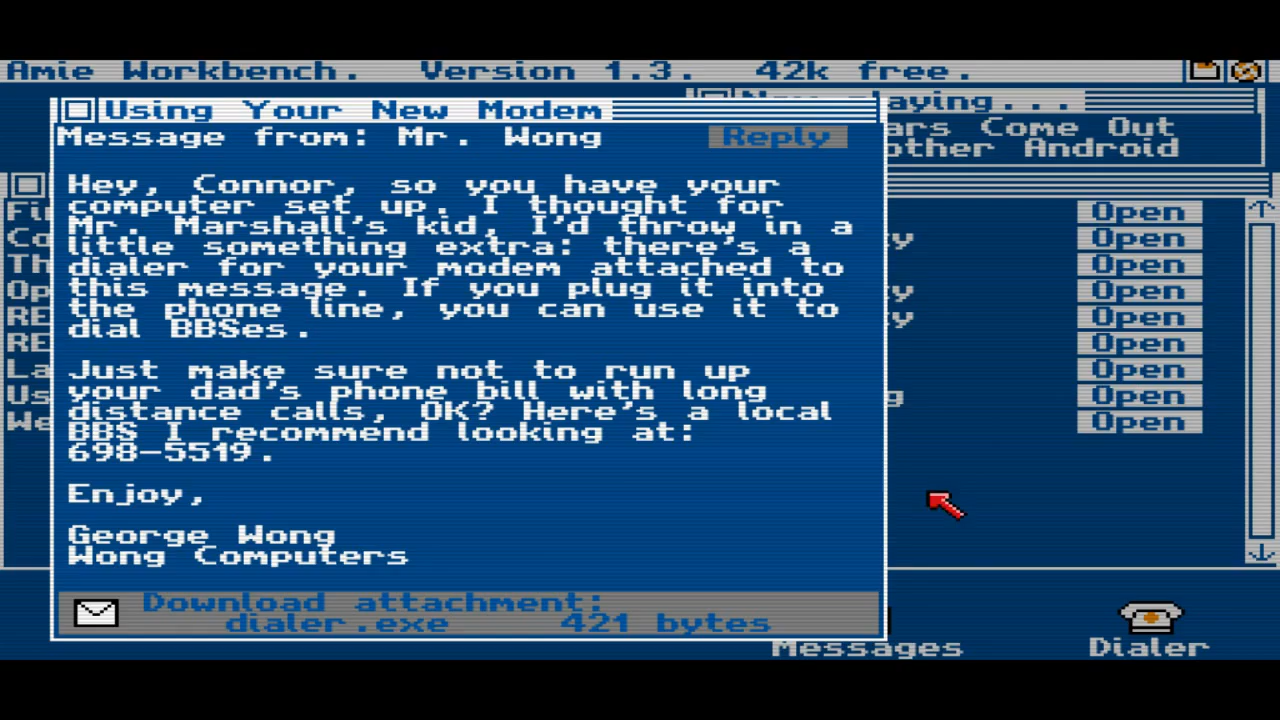 Amie Workbench. Version 1.3. 42k free.
Using Your New Modem
Message from: Mr. Wong
Reply
Hey, Connor, so you have your
computer set up. I thought for
Mr. Marshall's kid, I'd throw in a
little something extra: there's a
dialer for your modem attached to
this message. If you plug it into
the phone line, you can use it to
dial BBSes.
Just make sure not to run up
your dad's phone bill with long
distance calls, OK? Here's a local
BBS I recommend looking at:
698-5519.
Enjoy,
George Wong
Wong Computers
Download attachment:
dialer.exe 421 bytes
Come Out
Android
Open
Open
Open
Open
Open
Open
Open
Open
Open
Messages
Dialer